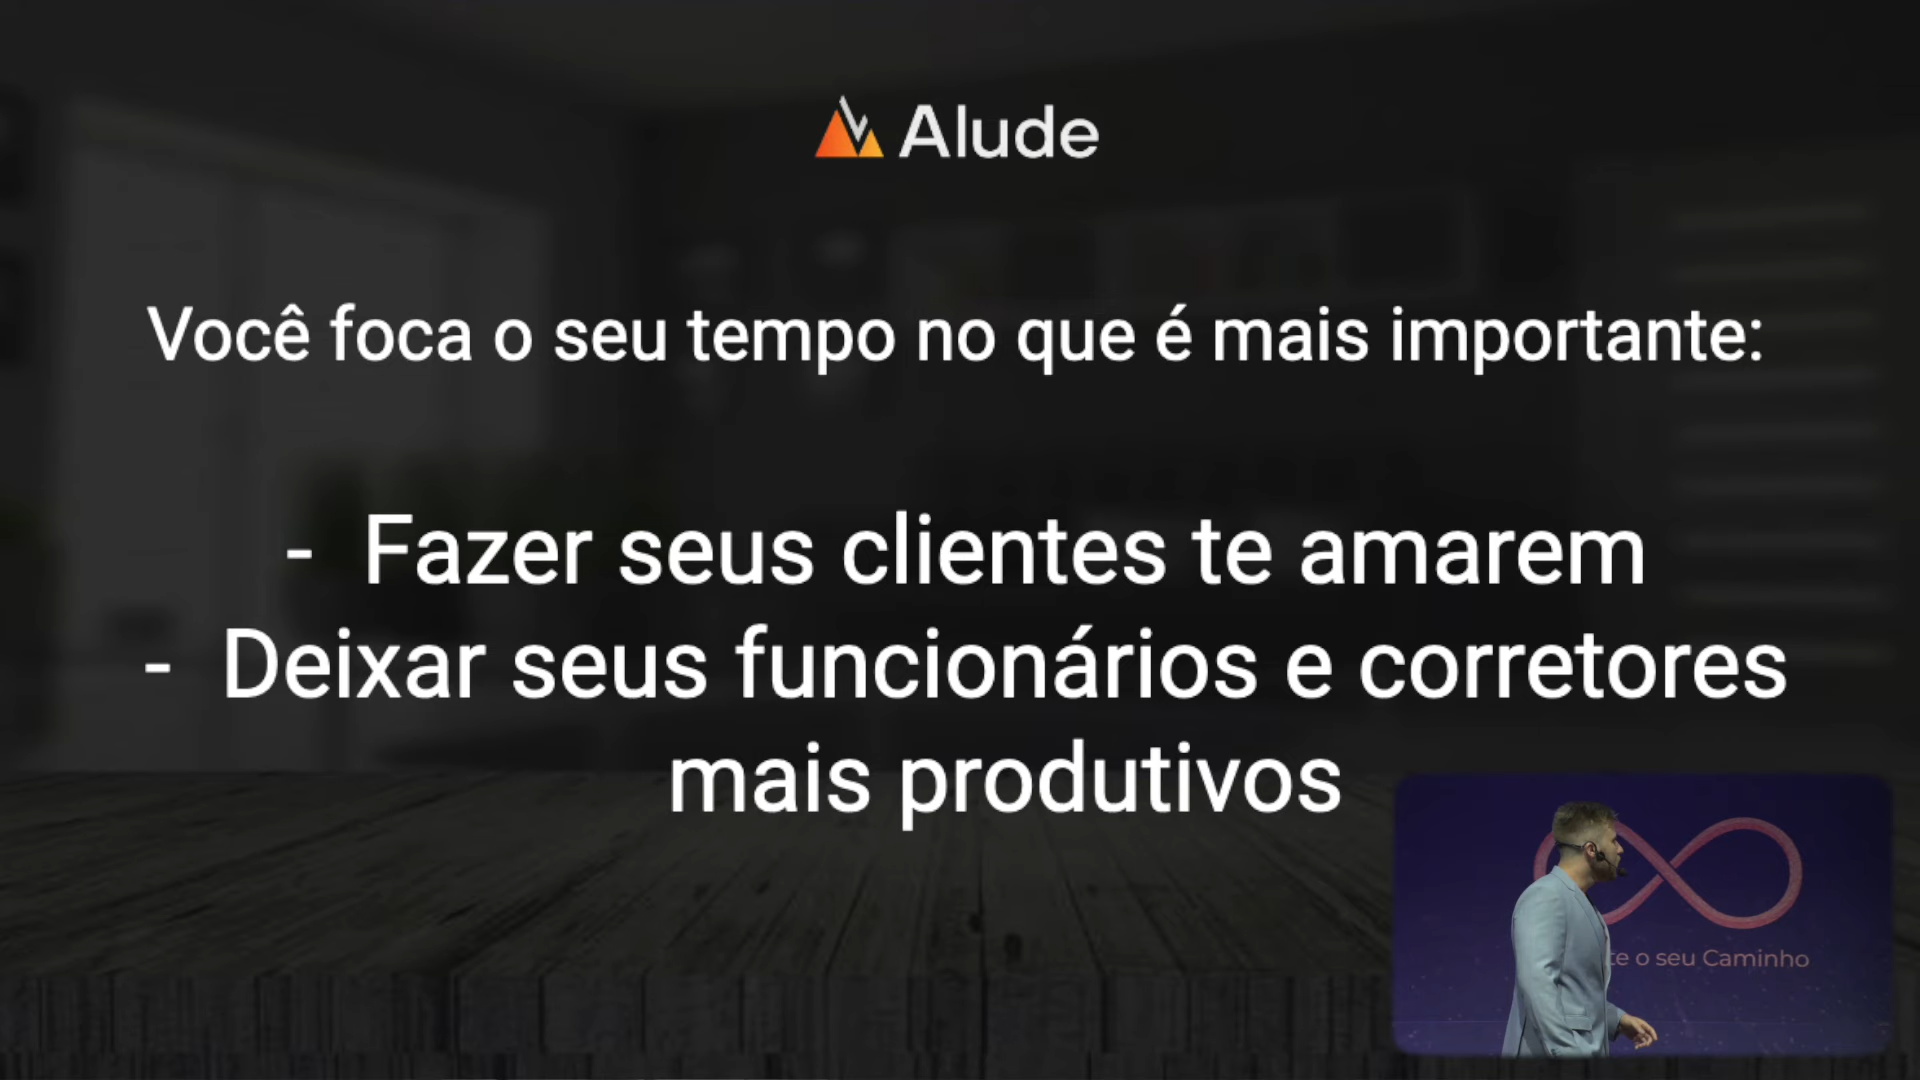 Alude
Você foca o seu tempo no que é mais importante:
- Fazer seus clientes te amarem
- Deixar seus funcionários e corretores
mais produtivos
o seu Caminho